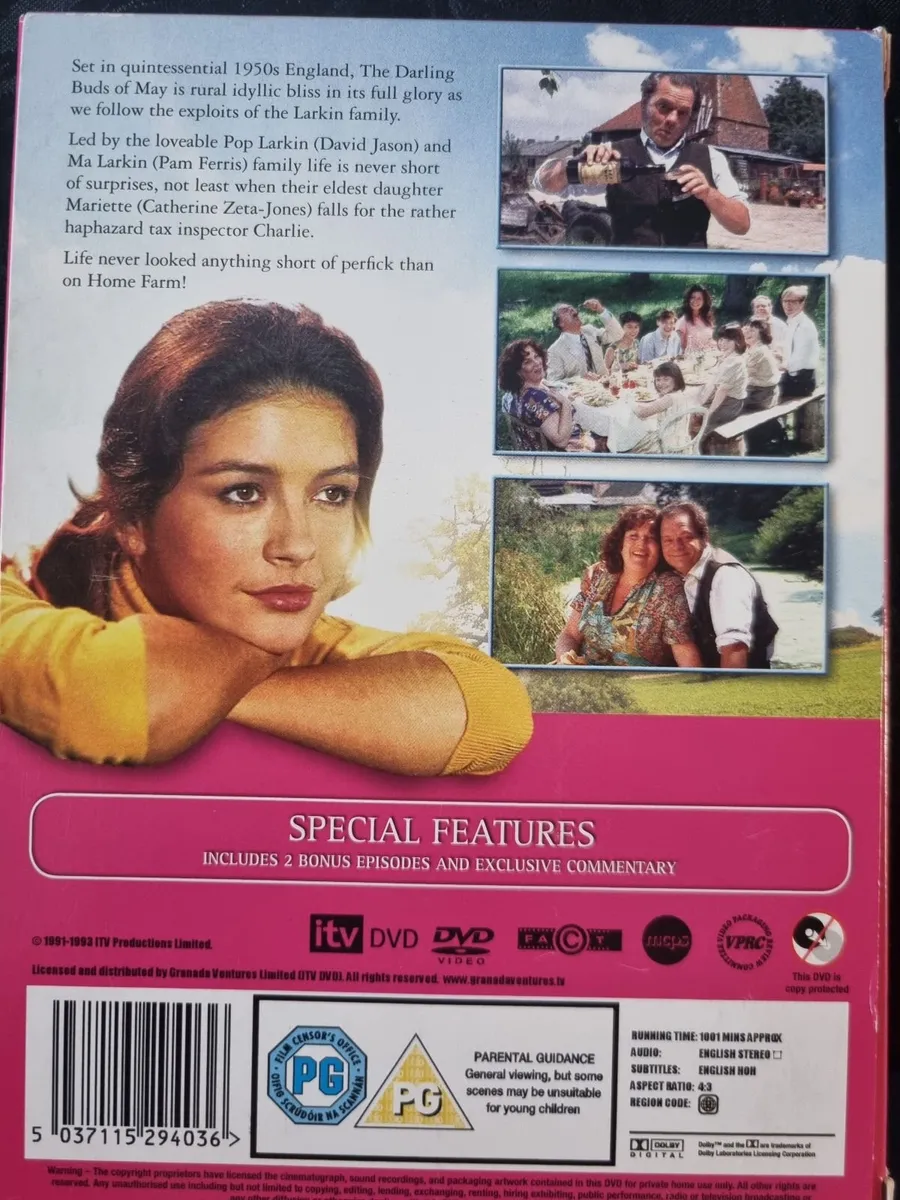 Set in quintessential 1950s England, The Darling
Buds of May is rural idyllic bliss in its full glory as
we follow the exploits of the Larkin family.
Led by the loveable Pop Larkin (David Jason) and
Ma Larkin (Pam Ferris) family life is never short
of surprises, not least when their eldest daughter
Mariette (Catherine Zeta-Jones) falls for the rather
haphazard tax inspector Charlie.
Life never looked anything short of perfick than
on Home Farm!
SPECIAL FEATURES
INCLUDES 2 BONUS EPISODES AND EXCLUSIVE COMMENTARY
© 1991-1993 ITV Productions Limited.
itv DVD
DVD
VIDEO
FACT
mcps
VIDEO PACKAGING REVIEW COMMITTEE
VPRC
This DVD is
copy protected
Licensed and distributed by Granada Ventures Limited (ITV DVD). All rights reserved. www.granadaventures.tv
5 037115 294036 >
FILM CENSOR'S OFFICE
PG
OIFIG SCRÚDÓIR NA SCANNÁN
PG
PARENTAL GUIDANCE
General viewing, but some
scenes may be unsuitable
for young children
RUNNING TIME: 1001 MINS APPROX
AUDIO: ENGLISH STEREO
SUBTITLES: ENGLISH HOH
ASPECT RATIO: 4:3
REGION CODE:
DOLBY
DIGITAL
Dolby™ and the are trademarks of
Dolby Laboratories Licensing Corporation
Warning – The copyright proprietors have licensed the cinematograph, sound recordings, and packaging artwork contained in this DVD for private home use only. All other rights are
reserved. Any unauthorised use including but not limited to copying, editing, lending, exchanging, renting, hiring exhibiting, public performance, radio or television broadcasting or
any other diffusion